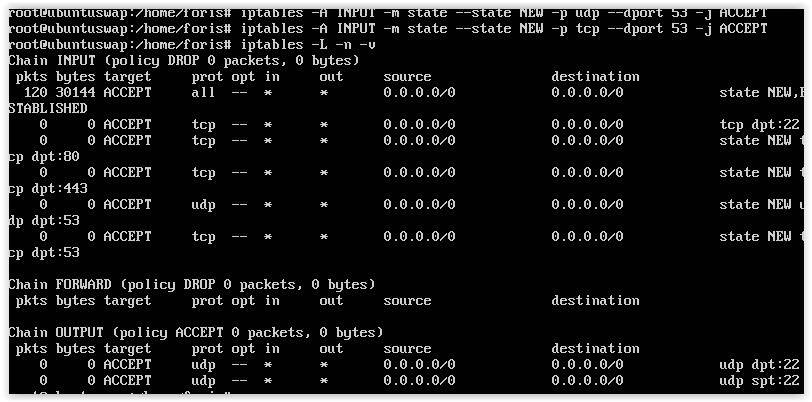 root@ubuntuswap:/home/foris# iptables -A INPUT -m state --state NEW -p udp --dport 53 -j ACCEPT
root@ubuntuswap:/home/foris# iptables -A INPUT -m state --state NEW -p tcp --dport 53 -j ACCEPT
root@ubuntuswap:/home/foris# iptables -L -n -v
Chain INPUT (policy DROP 0 packets, 0 bytes)
pkts bytes target prot opt in out source destination
120 30144 ACCEPT all -- * * 0.0.0.0/0 0.0.0.0/0 state NEW,E
STABLISHED
0 0 ACCEPT tcp -- * * 0.0.0.0/0 0.0.0.0/0 tcp dpt:22
0 0 ACCEPT tcp -- * * 0.0.0.0/0 0.0.0.0/0 state NEW t
cp dpt:80
0 0 ACCEPT tcp -- * * 0.0.0.0/0 0.0.0.0/0 state NEW t
cp dpt:443
0 0 ACCEPT udp -- * * 0.0.0.0/0 0.0.0.0/0 state NEW u
dp dpt:53
0 0 ACCEPT tcp -- * * 0.0.0.0/0 0.0.0.0/0 state NEW t
cp dpt:53
Chain FORWARD (policy DROP 0 packets, 0 bytes)
pkts bytes target prot opt in out source destination
Chain OUTPUT (policy ACCEPT 0 packets, 0 bytes)
pkts bytes target prot opt in out source destination
0 0 ACCEPT udp -- * * 0.0.0.0/0 0.0.0.0/0 udp dpt:22
0 0 ACCEPT udp -- * * 0.0.0.0/0 0.0.0.0/0 udp spt:22